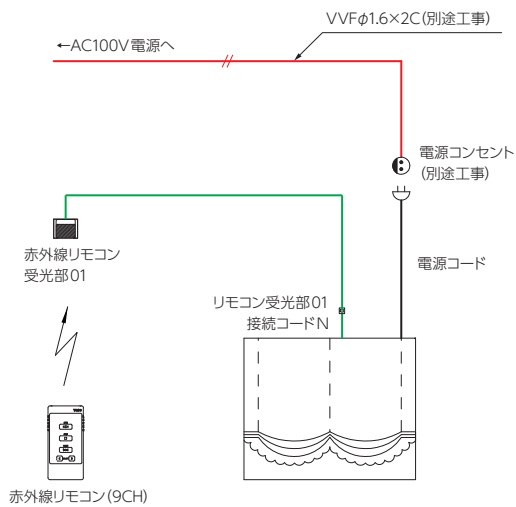 VVFφ1.6×2C(別途工事)
←AC100V電源へ
電源コンセント
(別途工事)
赤外線リモコン
受光部01
電源コード
リモコン受光部01
接続コードN
赤外線リモコン(9CH)